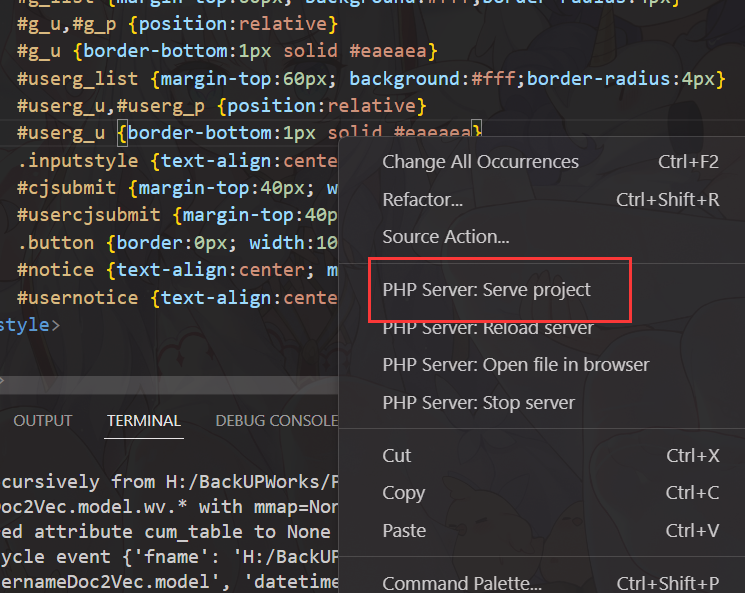 #g_list {margin-top:60px; background:#fff;border-radius:4px}
#g_u,#g_p {position:relative}
#g_u {border-bottom:1px solid #eaeaea}
#userg_list {margin-top:60px; background:#fff;border-radius:4px}
#userg_u,#userg_p {position:relative}
#userg_u {border-bottom:1px solid #eaeaea}
.inputstyle {text-align:cente
#cjsubmit {margin-top:40px; w
#usercjsubmit {margin-top:40p
.button {border:0px; width:10
#notice {text-align:center; m
#usernotice {text-align:cente
style>
Change All Occurrences Ctrl+F2
Refactor... Ctrl+Shift+R
Source Action...
PHP Server: Serve project
PHP Server: Reload server
PHP Server: Open file in browser
PHP Server: Stop server
Cut Ctrl+X
Copy Ctrl+C
Paste Ctrl+V
Command Palette... Ctrl+Shift+P
OUTPUT TERMINAL DEBUG CONSOLE
cursively from H:/BackUPWorks/
Doc2Vec.model.wv.* with mmap=Non
ed attribute cum_table to None
ycle event {'fname': 'H:/BackUP
ernameDoc2Vec.model', 'datetime